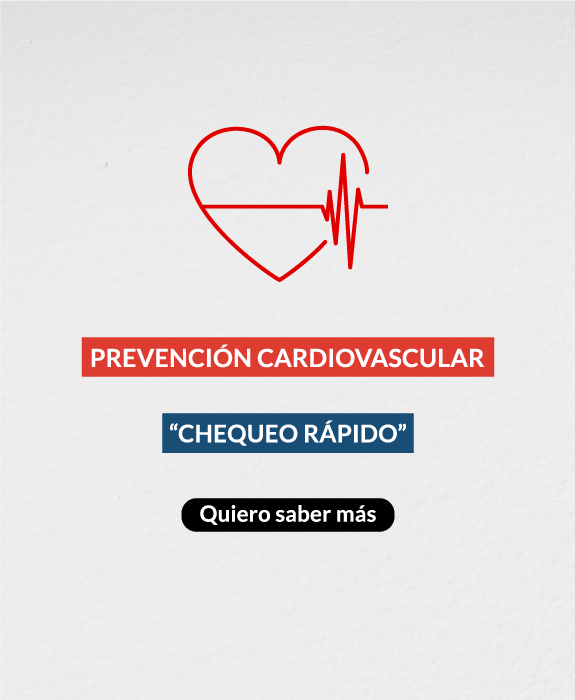 PREVENCIÓN CARDIOVASCULAR
“CHEQUEO RÁPIDO”
Quiero saber más